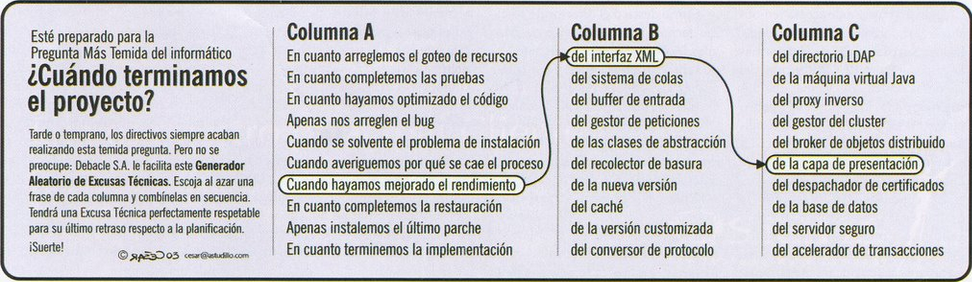 Esté preparado para la
Pregunta Más Temida del informático
¿Cuándo terminamos
el proyecto?
Tarde o temprano, los directivos siempre acaban
realizando esta temida pregunta. Pero no se
preocupe: Debacle S.A. le facilita este Generador
Aleatorio de Excusas Técnicas. Escoja al azar una
frase de cada columna y combínelas en secuencia.
Tendrá una Excusa Técnica perfectamente respetable
para su último retraso respecto a la planificación.
¡Suerte!
© 03 cesar@astudillo.com
Columna A
En cuanto arreglemos el goteo de recursos
En cuanto completemos las pruebas
En cuanto hayamos optimizado el código
Apenas nos arreglen el bug
Cuando se solvente el problema de instalación
Cuando averiguemos por qué se cae el proceso
Cuando hayamos mejorado el rendimiento
En cuanto completemos la restauración
Apenas instalemos el último parche
En cuanto terminemos la implementación
Columna B
del interfaz XML
del sistema de colas
del buffer de entrada
del gestor de peticiones
de las clases de abstracción
del recolector de basura
de la nueva versión
del caché
de la versión customizada
del conversor de protocolo
Columna C
del directorio LDAP
de la máquina virtual Java
del proxy inverso
del gestor del cluster
del broker de objetos distribuido
de la capa de presentación
del despachador de certificados
de la base de datos
del servidor seguro
del acelerador de transacciones